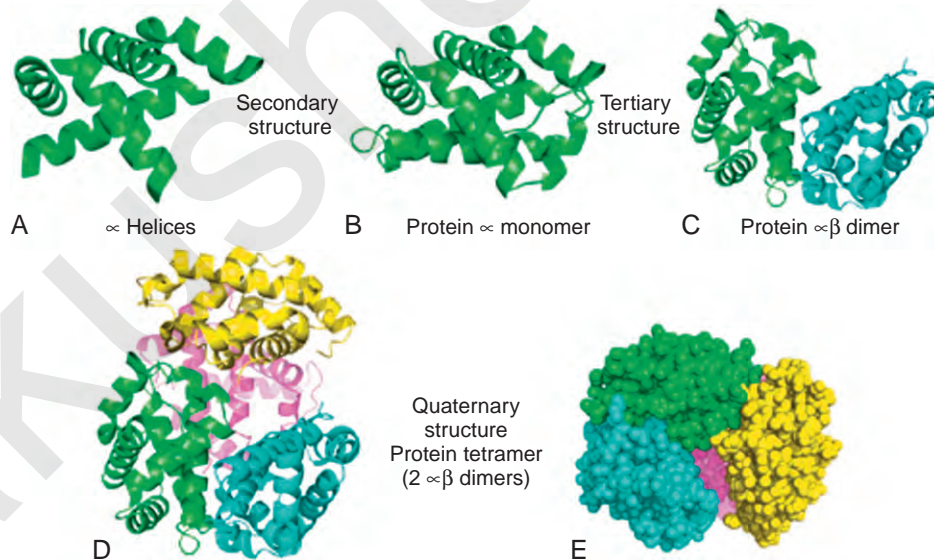 Secondary
structure
Tertiary
structure
A
∝ Helices
B
Protein ∝ monomer
C
Protein ∝β dimer
Quaternary
structure
Protein tetramer
(2 ∝β dimers)
D
E